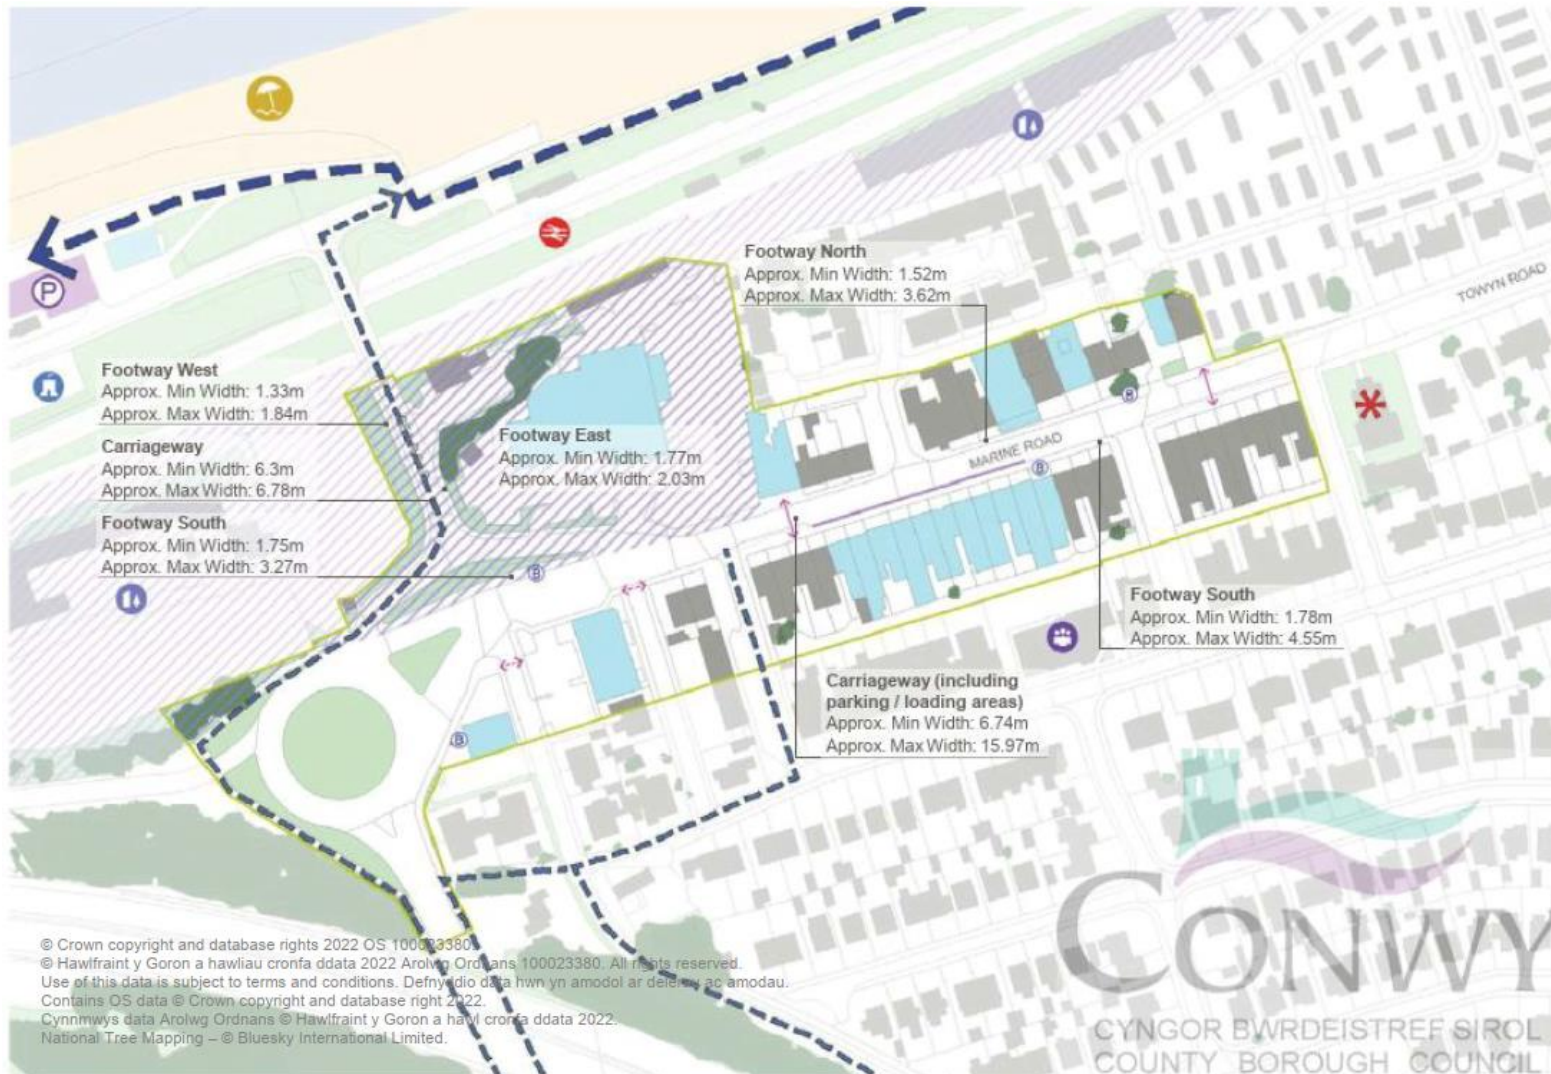 P
Footway North
Approx. Min Width: 1.52m
Approx. Max Width: 3.62m
TOWYN ROAD
Footway West
Approx. Min Width: 1.33m
Approx. Max Width: 1.84m
Carriageway
Approx. Min Width: 6.3m
Approx. Max Width: 6.78m
Footway South
Approx. Min Width: 1.75m
Approx. Max Width: 3.27m
Footway East
Approx. Min Width: 1.77m
Approx. Max Width: 2.03m
MARINE ROAD
B
B
B
B
Footway South
Approx. Min Width: 1.78m
Approx. Max Width: 4.55m
Carriageway (including
parking / loading areas)
Approx. Min Width: 6.74m
Approx. Max Width: 15.97m
© Crown copyright and database rights 2022 OS 100023380.
© Hawlfraint y Goron a hawliau cronfa ddata 2022 Arolwg Ordnans 100023380. All rights reserved.
Use of this data is subject to terms and conditions. Defnyddio data hwn yn amodol ar delerau ac amodau.
Contains OS data © Crown copyright and database right 2022.
Cynnmwys data Arolwg Ordnans © Hawlfraint y Goron a hawl cronfa ddata 2022.
National Tree Mapping – © Bluesky International Limited.
CONWY
CYNGOR BWRDEISTREF SIROL
COUNTY BOROUGH COUNCIL